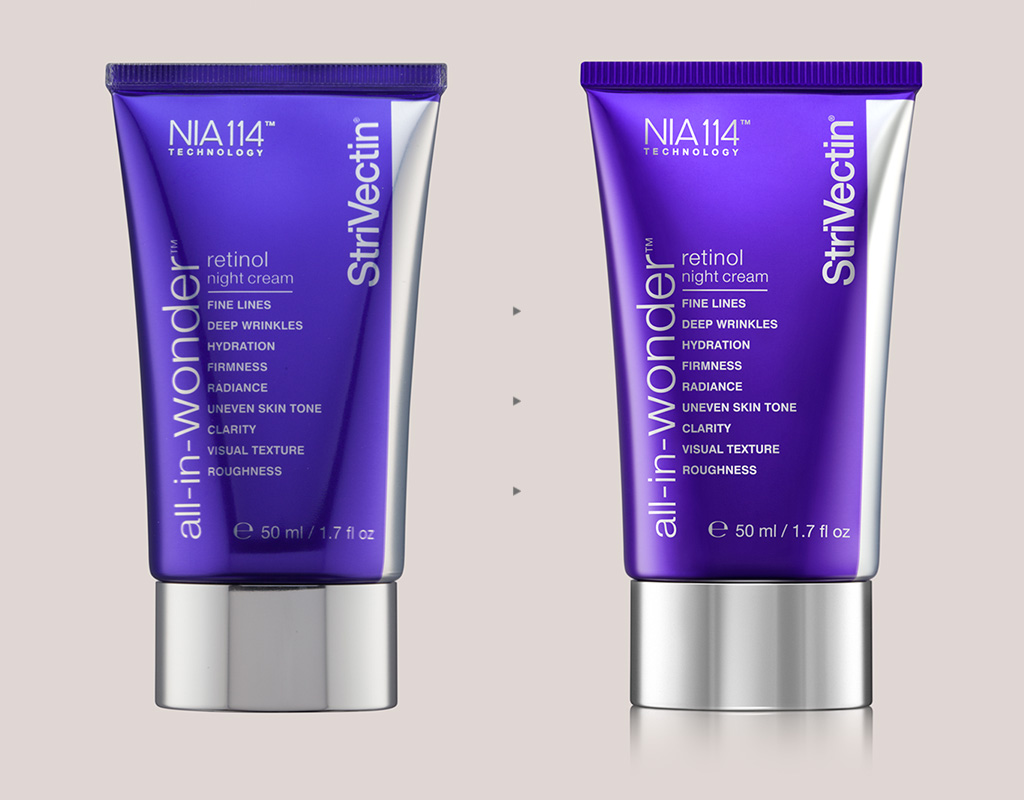 NIA114™
TECHNOLOGY
StriVectin®
all-in-wonder™
retinol
night cream
FINE LINES
DEEP WRINKLES
HYDRATION
FIRMNESS
RADIANCE
UNEVEN SKIN TONE
CLARITY
VISUAL TEXTURE
ROUGHNESS
℮ 50 ml / 1.7 fl oz
NIA114™
TECHNOLOGY
StriVectin®
all-in-wonder™
retinol
night cream
FINE LINES
DEEP WRINKLES
HYDRATION
FIRMNESS
RADIANCE
UNEVEN SKIN TONE
CLARITY
VISUAL TEXTURE
ROUGHNESS
℮ 50 ml / 1.7 fl oz